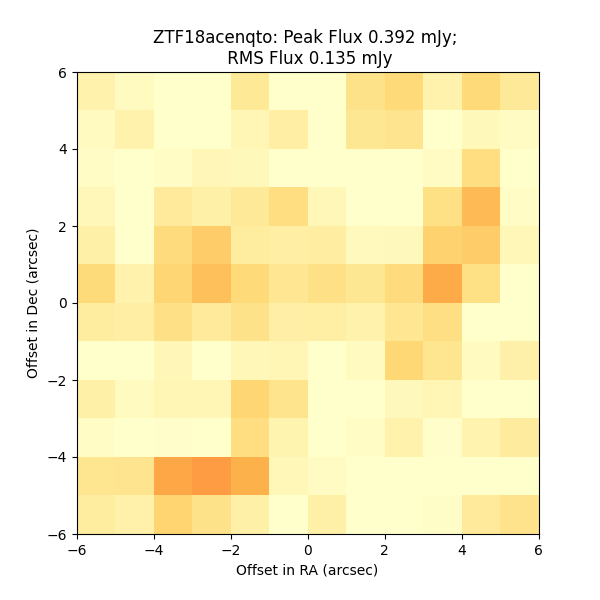 ZTF18acenqto: Peak Flux 0.392 mJy;
RMS Flux 0.135 mJy
6
4
2
0
−2
−4
−6
Offset in Dec (arcsec)
−6 −4 −2 0 2 4 6
Offset in RA (arcsec)